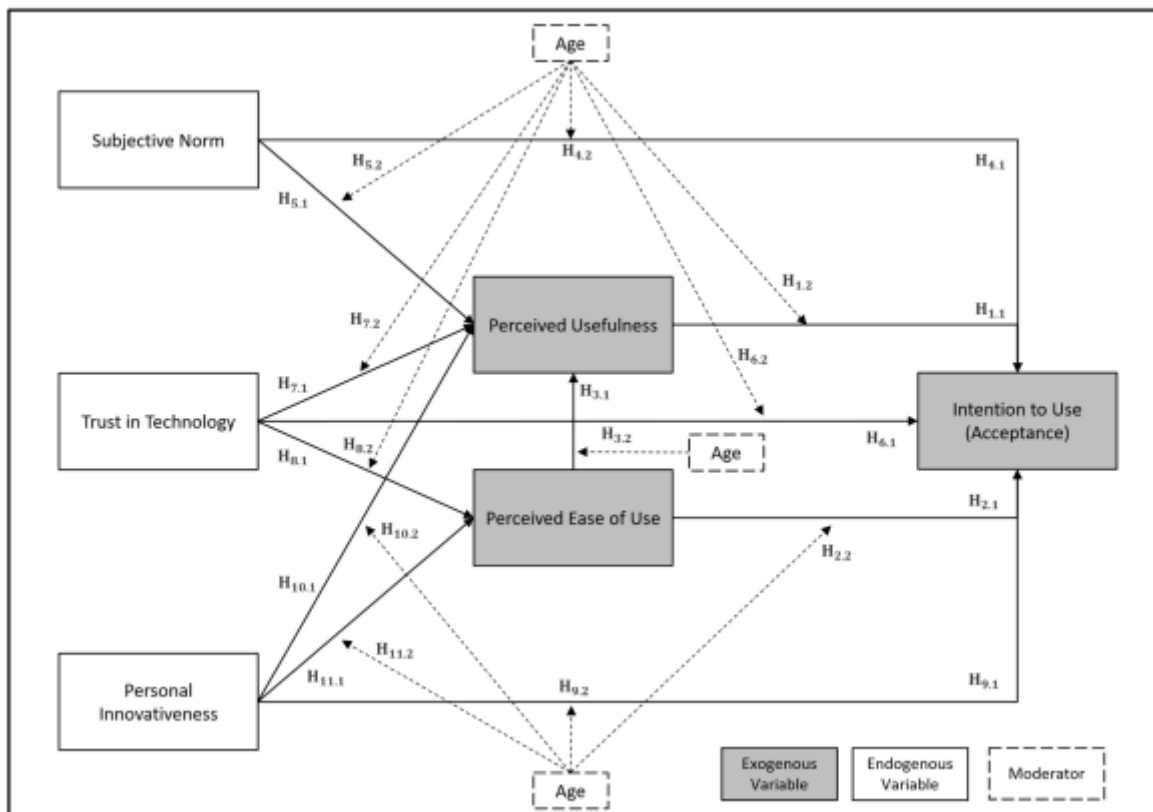 Age
Subjective Norm
H5.2
H4.2
H4.1
H5.1
H1.2
Perceived Usefulness
H1.1
H7.2
H6.2
H7.1
H3.1
Trust in Technology
Intention to Use
(Acceptance)
H8.2
H3.2
H6.1
Age
H8.1
Perceived Ease of Use
H2.1
H10.2
H2.2
H10.1
H11.2
H11.1
Personal
Innovativeness
H9.2
H9.1
Age
Exogenous
Variable
Endogenous
Variable
Moderator